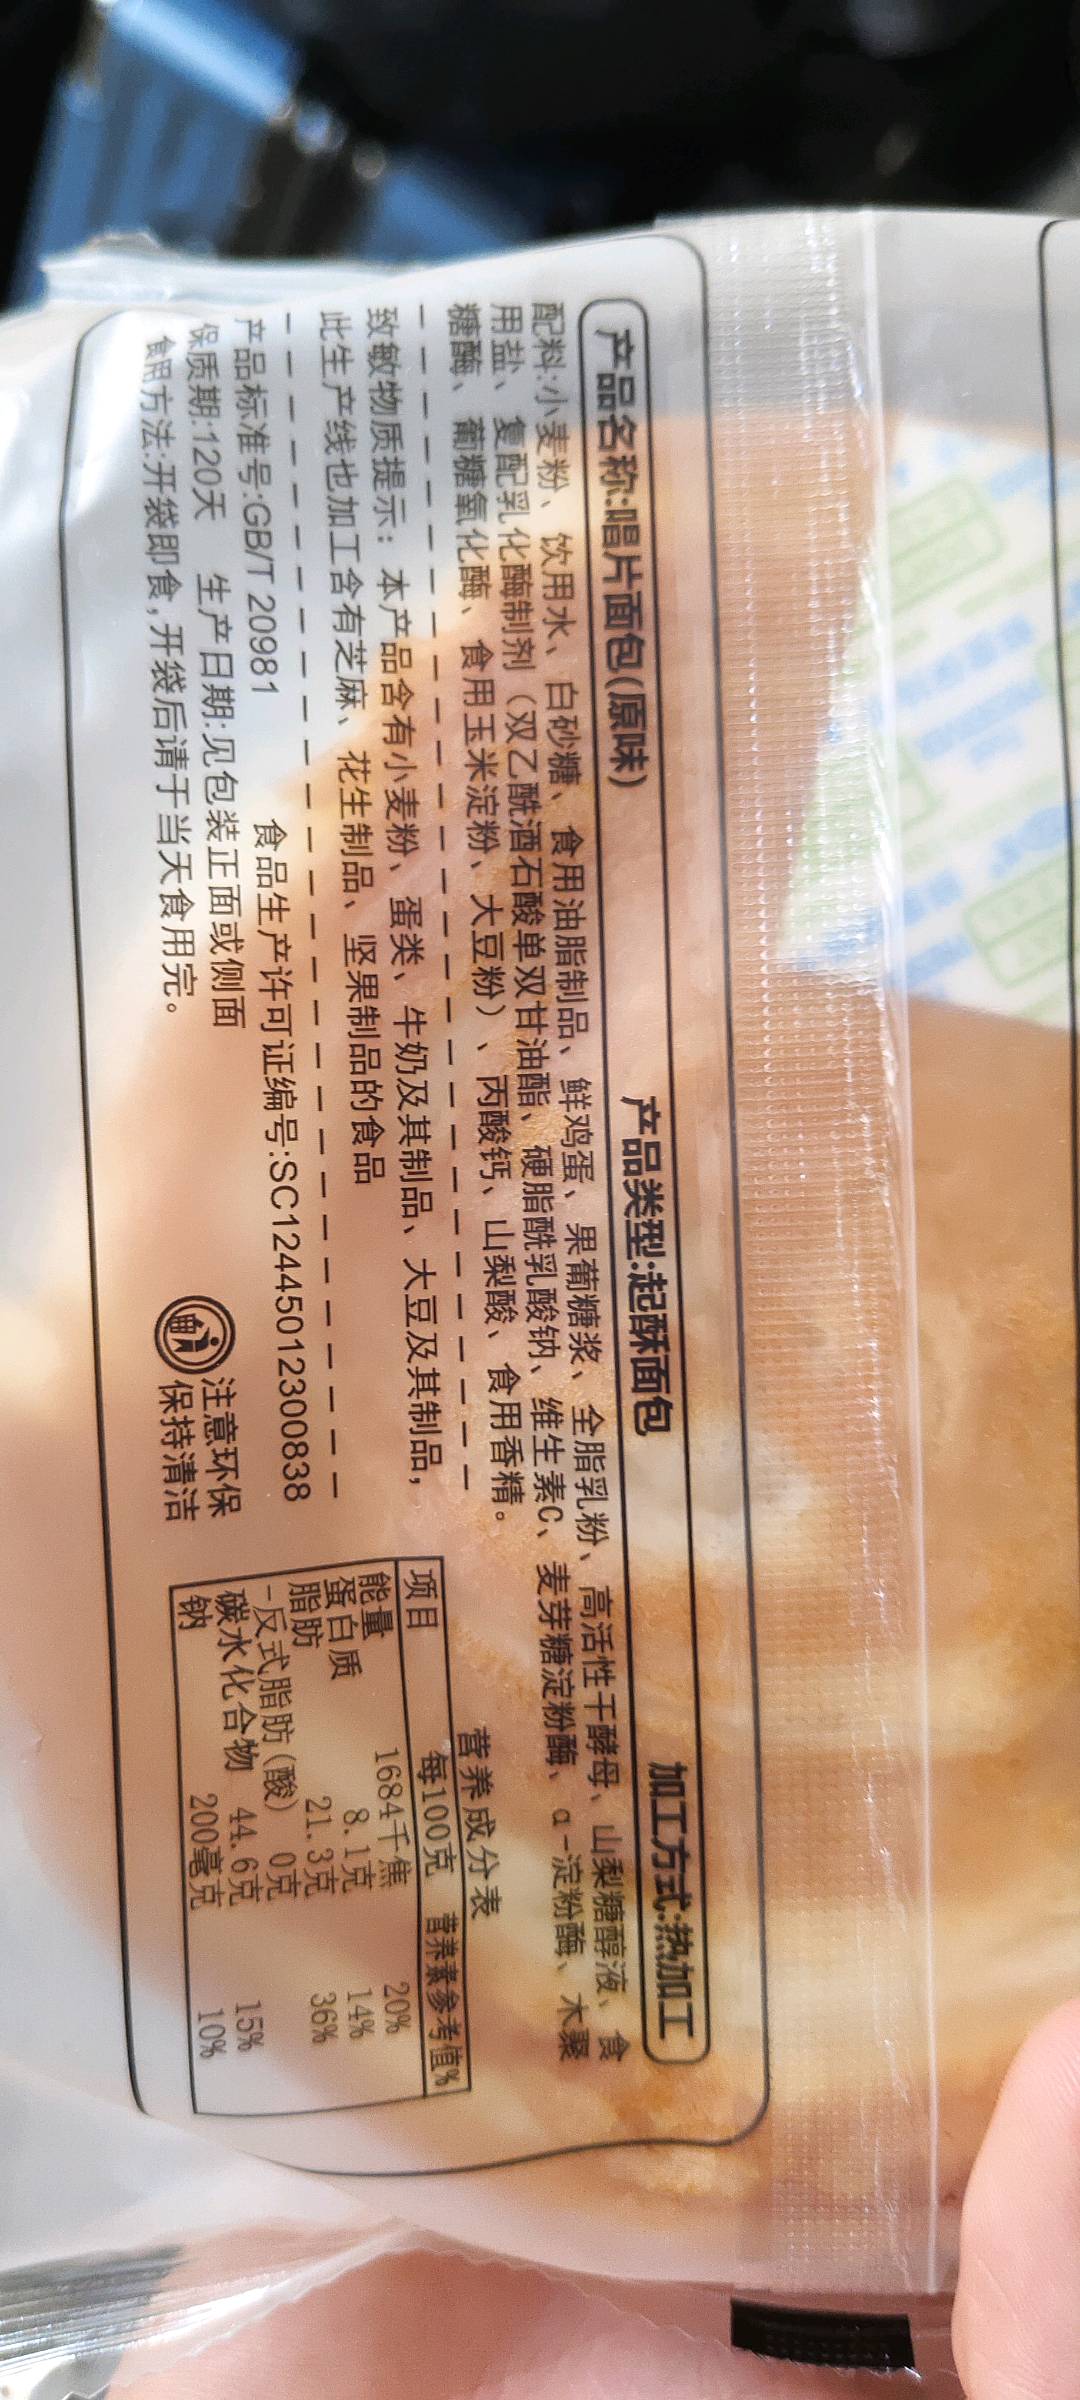 产品名称:唱片面包(原味) 产品类型:起酥面包 加工方式:热加工
配料:小麦粉、饮用水、白砂糖、食用油脂制品、鲜鸡蛋、果葡糖浆、全脂乳粉、高活性干酵母、山梨糖醇液、食
用盐、复配乳化酶制剂（双乙酰酒石酸单双甘油酯、硬脂酰乳酸钠、维生素C、麦芽糖淀粉酶、α-淀粉酶、木聚
糖酶、葡糖氧化酶、食用玉米淀粉、大豆粉）、丙酸钙、山梨酸、食用香精。
致敏物质提示：本产品含有小麦粉、蛋类、牛奶及其制品、大豆及其制品,
此生产线也加工含有芝麻、花生制品、坚果制品的食品
产品标准号:GB/T 20981 食品生产许可证编号:SC12445012300838
保质期:120天 生产日期:见包装正面或侧面
食用方法:开袋即食,开袋后请于当天食用完。
注意环保
保持清洁
营养成分表
项目 每100克 营养素参考值%
能量 1684千焦 20%
蛋白质 8.1克 14%
脂肪 21.3克 36%
-反式脂肪(酸) 0克
碳水化合物 44.6克 15%
钠 200毫克 10%